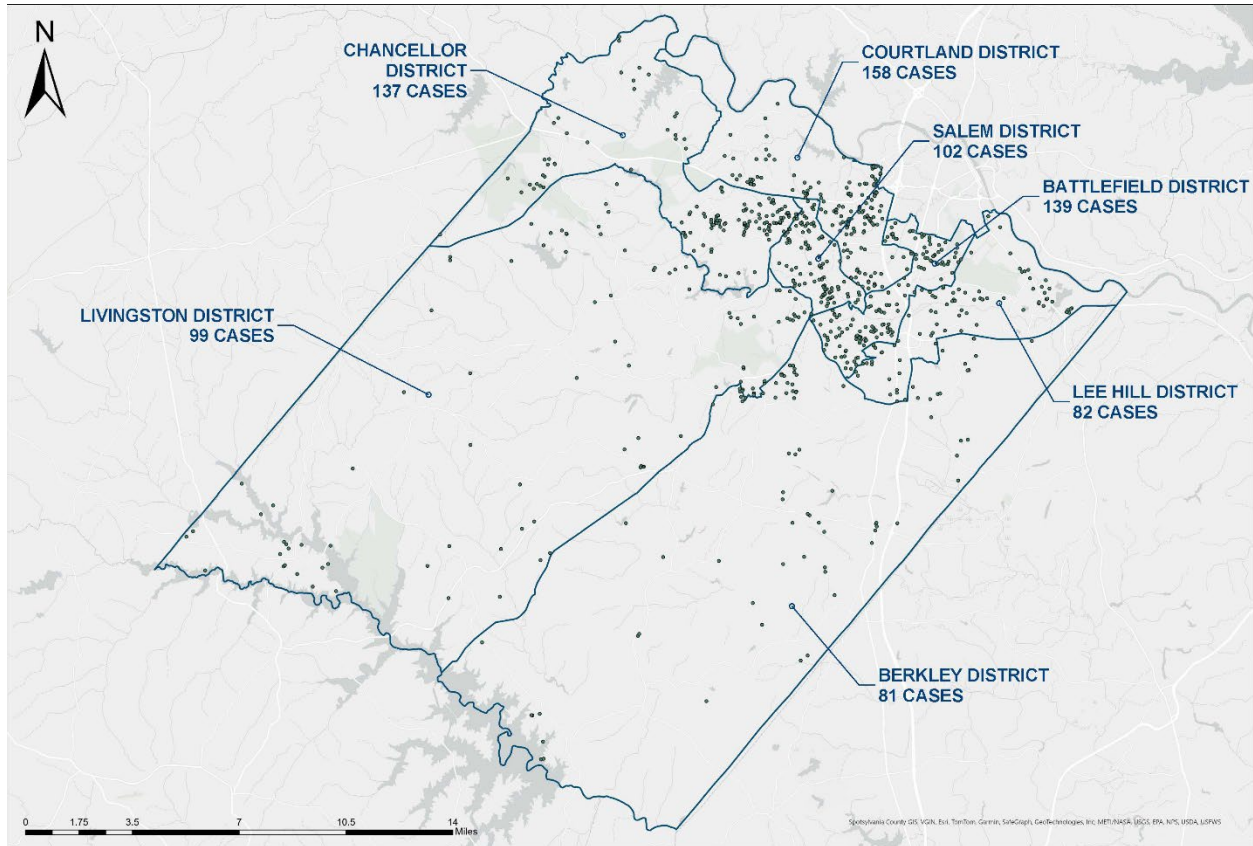 N
CHANCELLOR
DISTRICT
137 CASES
COURTLAND DISTRICT
158 CASES
SALEM DISTRICT
102 CASES
BATTLEFIELD DISTRICT
139 CASES
LIVINGSTON DISTRICT
99 CASES
LEE HILL DISTRICT
82 CASES
BERKLEY DISTRICT
81 CASES
0 1.75 3.5 7 10.5 14
Miles
Spotsylvania County GIS, VGIN, Esri, TomTom, Garmin, SafeGraph, GeoTechnologies, Inc, METI/NASA, USGS, EPA, NPS, USDA, USFWS